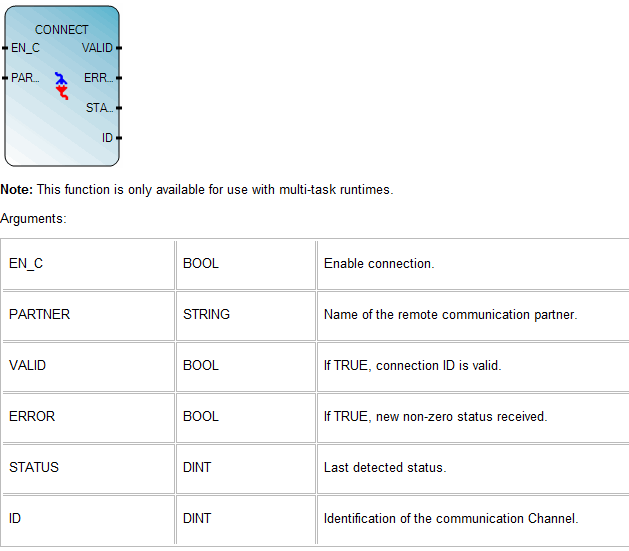 CONNECT
EN_C VALID
PAR... ERR...
STA...
ID
Note: This function is only available for use with multi-task runtimes.
Arguments:
EN_C BOOL Enable connection.
PARTNER STRING Name of the remote communication partner.
VALID BOOL If TRUE, connection ID is valid.
ERROR BOOL If TRUE, new non-zero status received.
STATUS DINT Last detected status.
ID DINT Identification of the communication Channel.